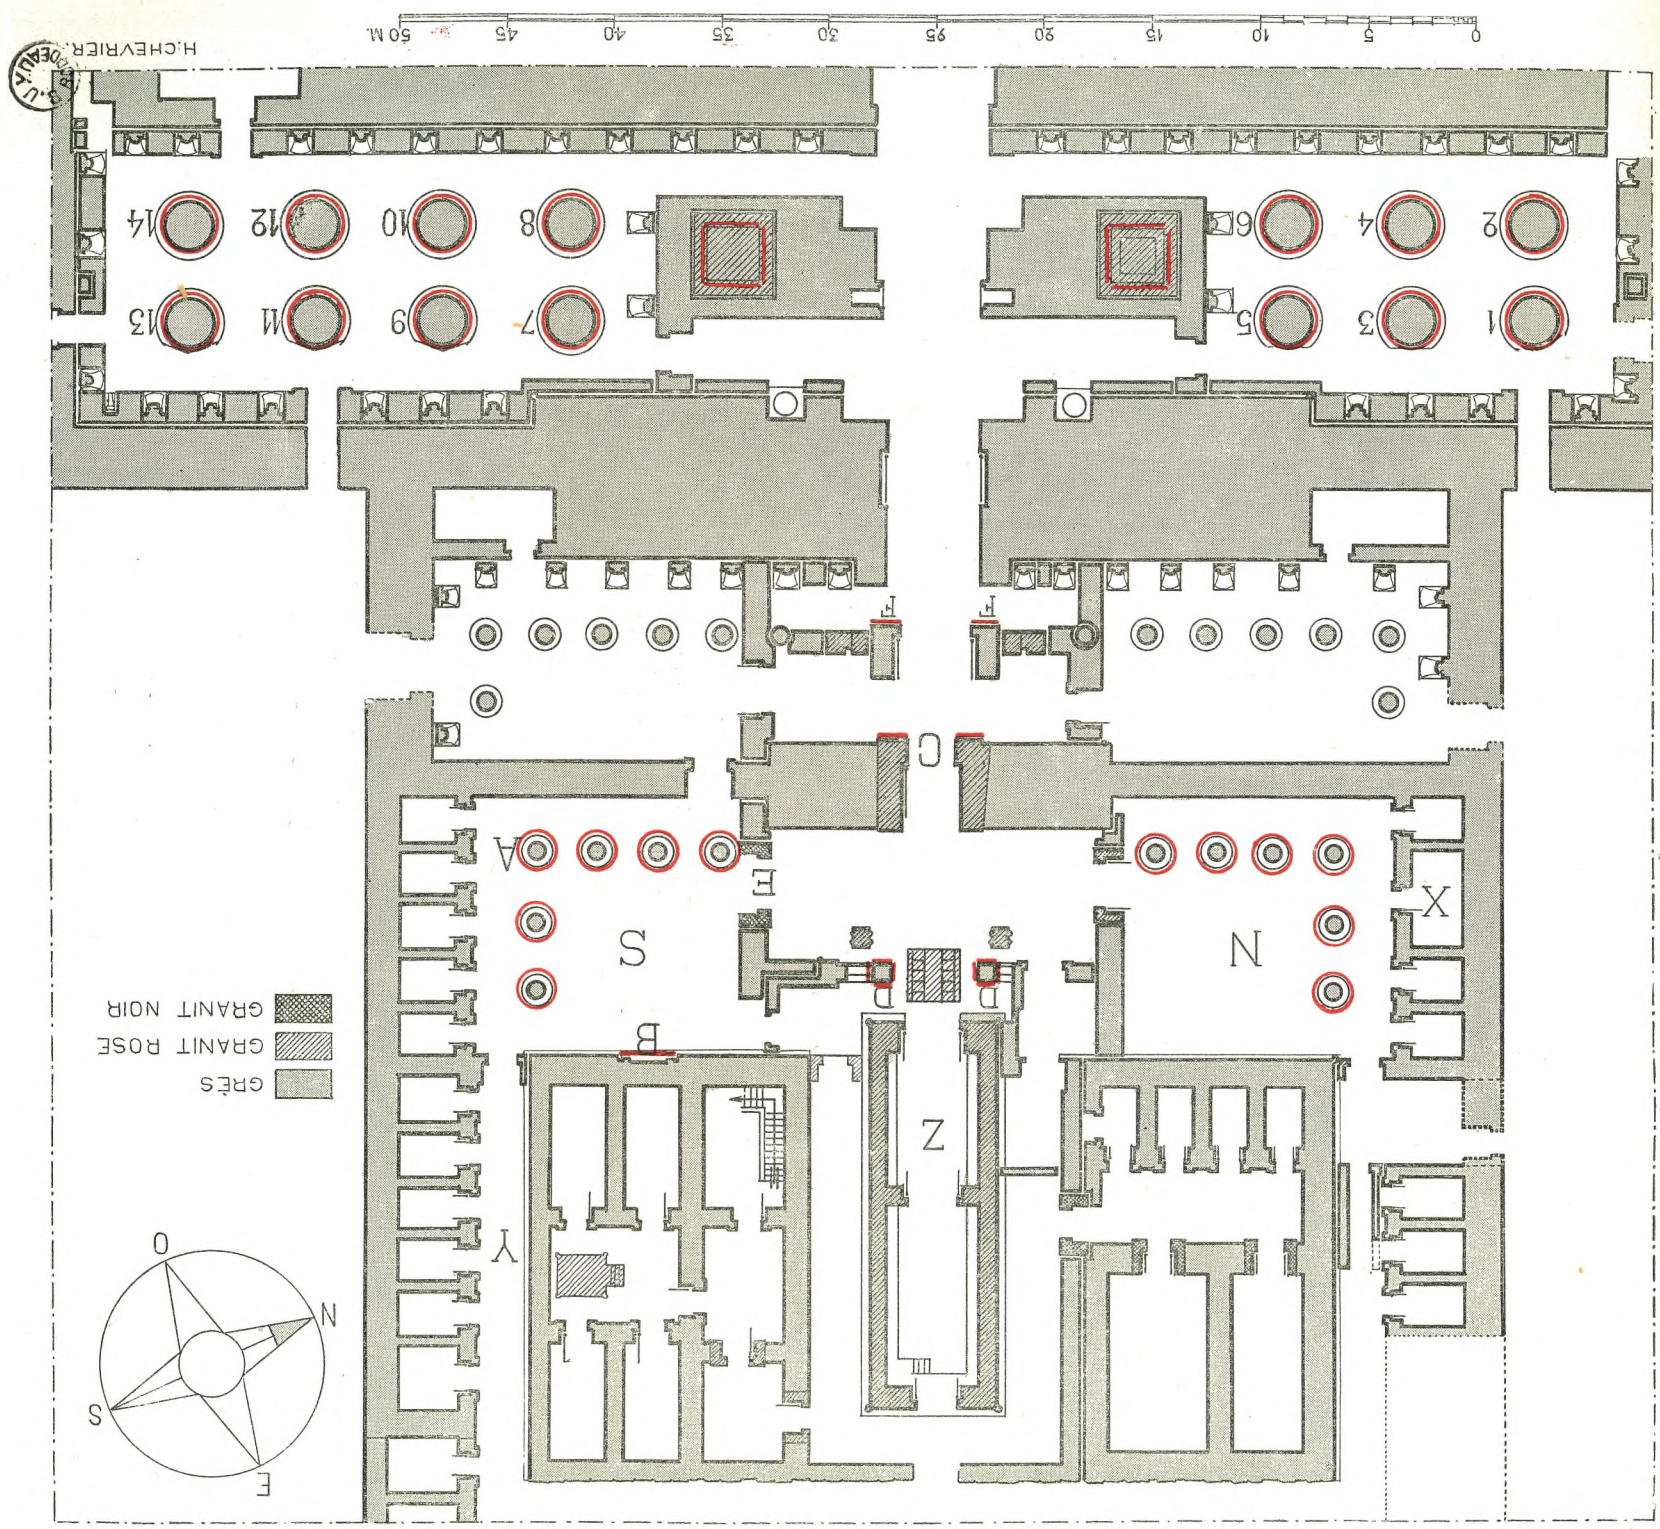 E
S
N
O
Y
Z
GRÈS
GRANIT ROSE
GRANIT NOIR
B
D D
N S
X E
A
C
F F
1 3 5 7 9 11 13
2 4 6 8 10 12 14
B.U. BORDEAUX
H.CHEVRIER.
0 5 10 15 20 25 30 35 40 45 50 M.